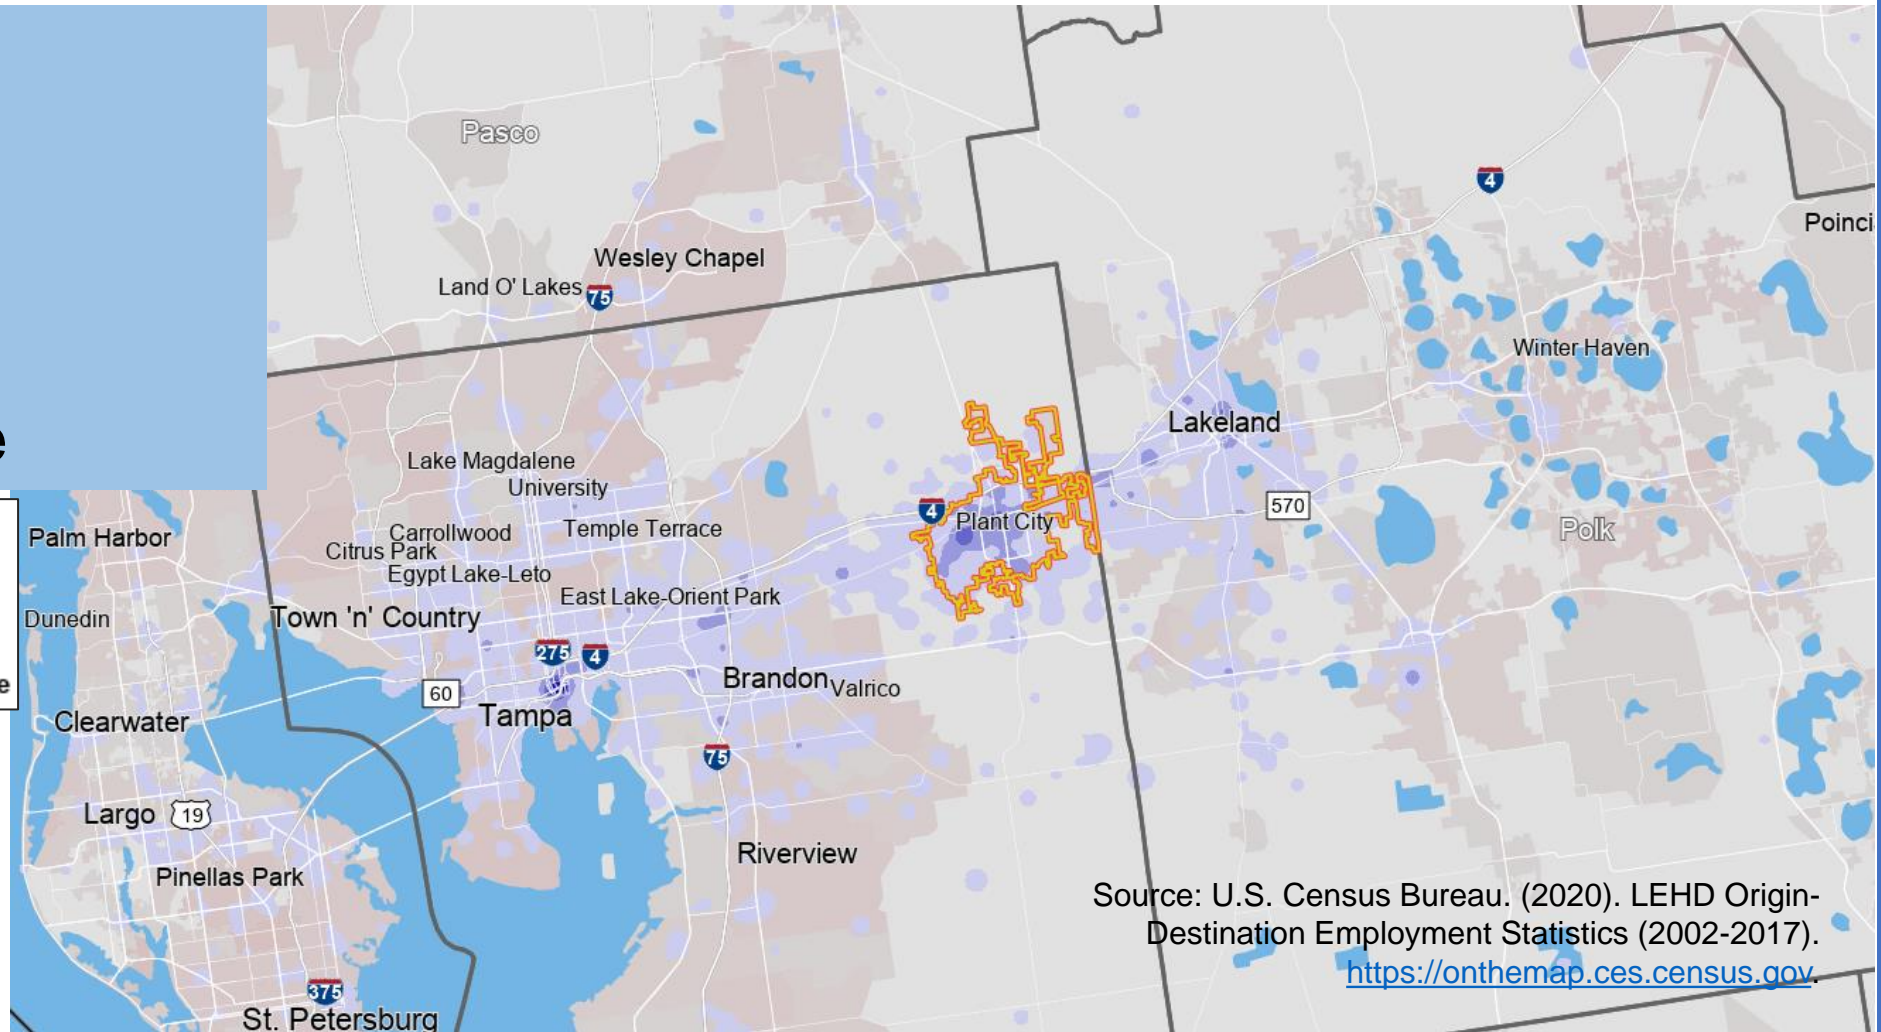 Pasco
4
Poinci
Wesley Chapel
Land O' Lakes
75
Winter Haven
Lakeland
e
Lake Magdalene
University
4
Plant City
570
Polk
Palm Harbor
Carrollwood
Temple Terrace
Citrus Park
Egypt Lake-Leto
East Lake-Orient Park
Dunedin
Town 'n' Country
275
4
e
60
Brandon
Valrico
Clearwater
Tampa
75
Largo
19
Riverview
Pinellas Park
Source: U.S. Census Bureau. (2020). LEHD Origin-
Destination Employment Statistics (2002-2017).
https://onthemap.ces.census.gov.
375
St. Petersburg